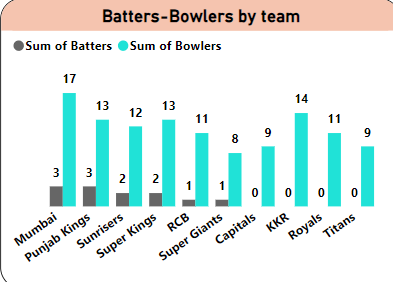 Batters-Bowlers by team
Sum of Batters Sum of Bowlers
3 17 3 13 2 12 2 13 1 11 1 8 0 9 0 14 0 11 0 9
Mumbai Punjab Kings Sunrisers Super Kings RCB Super Giants Capitals KKR Royals Titans